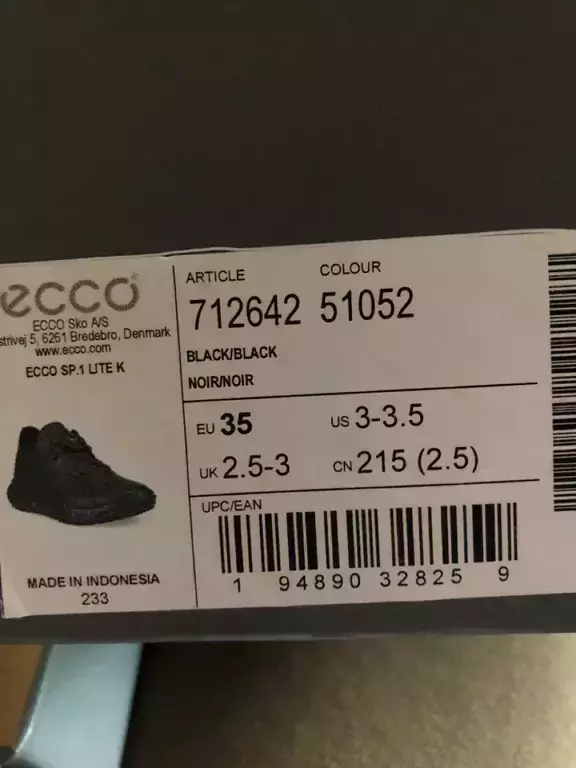 ecco
ECCO Sko A/S
strivej 5, 6261 Bredebro, Denmark
www.ecco.com
ECCO SP.1 LITE K
MADE IN INDONESIA
233
ARTICLE COLOUR
712642 51052
BLACK/BLACK
NOIR/NOIR
EU 35 US 3-3.5
UK 2.5-3 CN 215 (2.5)
UPC/EAN
1 94890 32825 9